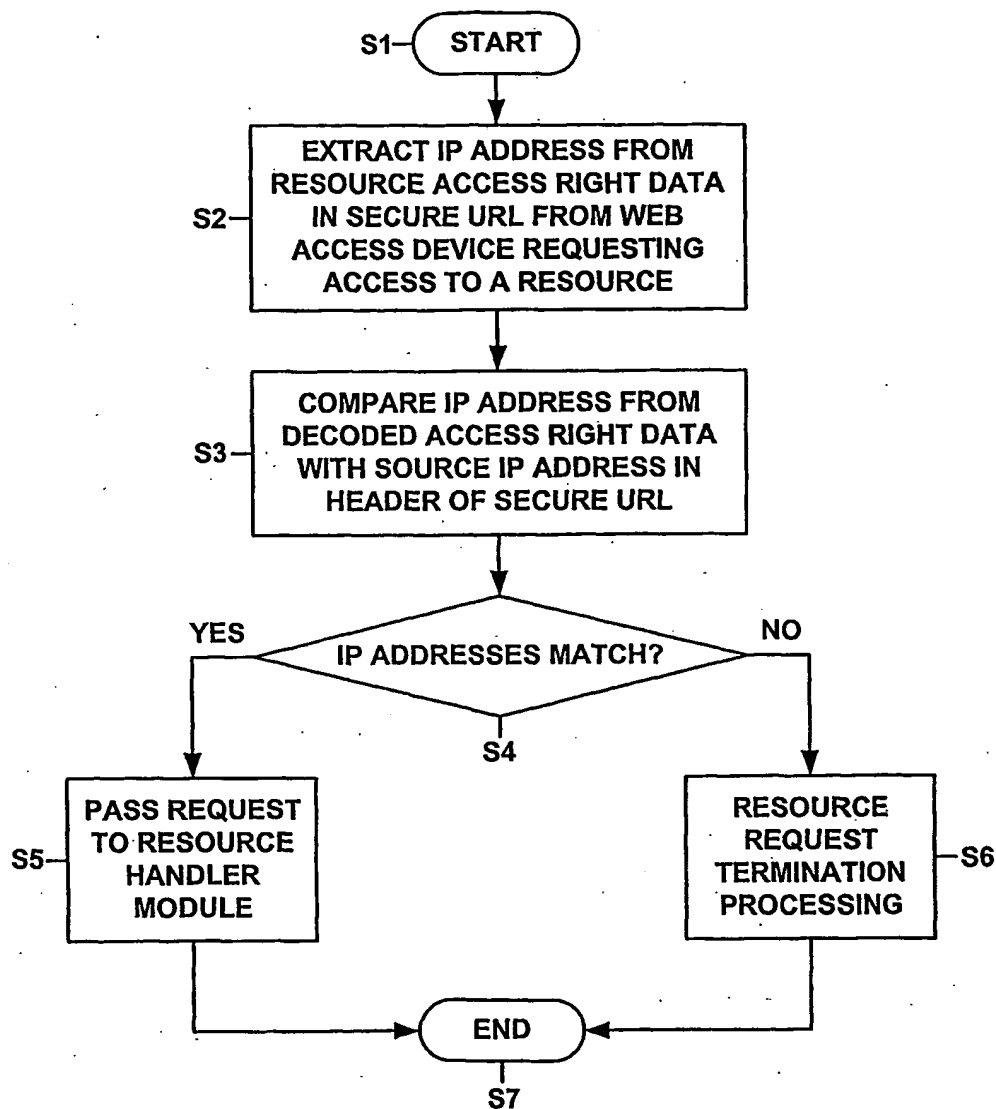 S1
START
EXTRACT IP ADDRESS FROM
RESOURCE ACCESS RIGHT DATA
IN SECURE URL FROM WEB
ACCESS DEVICE REQUESTING
ACCESS TO A RESOURCE
S2
COMPARE IP ADDRESS FROM
DECODED ACCESS RIGHT DATA
WITH SOURCE IP ADDRESS IN
HEADER OF SECURE URL
S3
YES
IP ADDRESSES MATCH?
NO
S4
PASS REQUEST
TO RESOURCE
HANDLER
MODULE
S5
RESOURCE
REQUEST
TERMINATION
PROCESSING
S6
END
S7